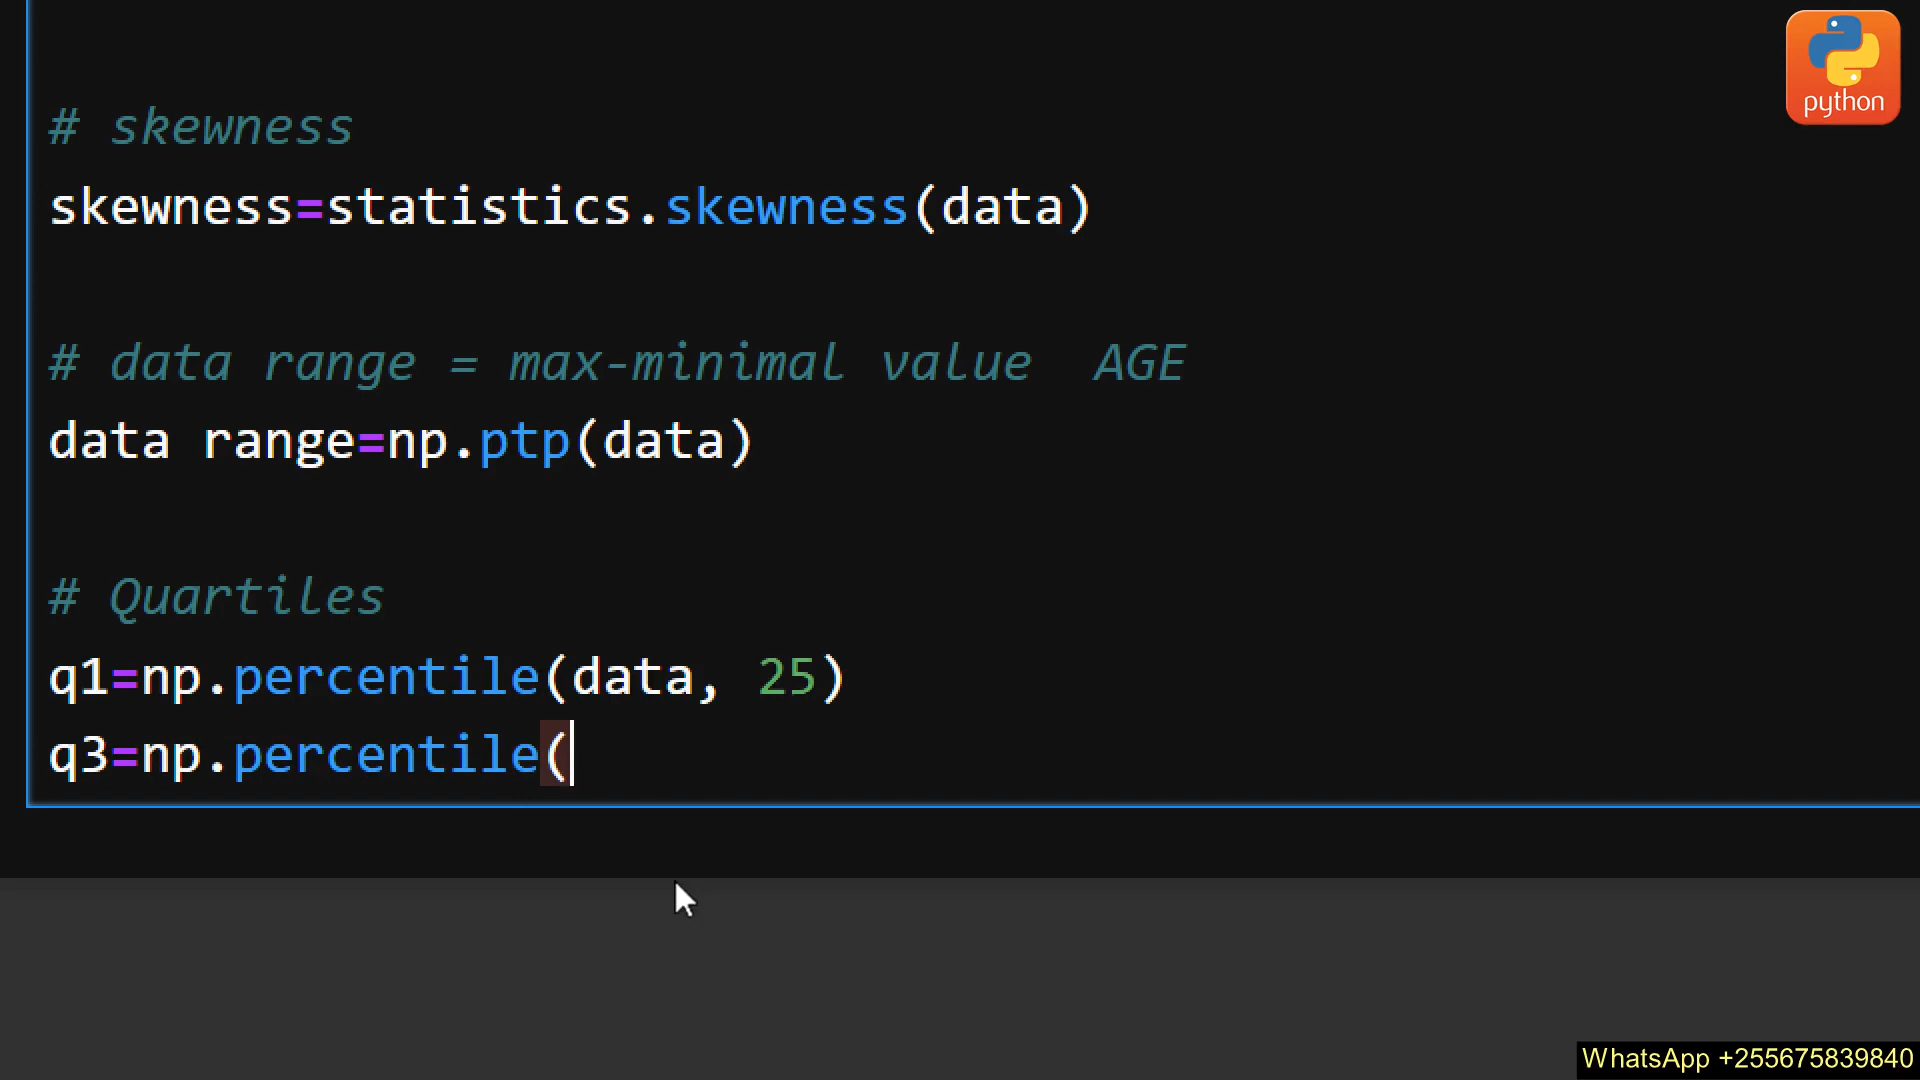 python
# skewness
skewness=statistics.skewness(data)
# data range = max-minimal value  AGE
data range=np.ptp(data)
# Quartiles
q1=np.percentile(data, 25)
q3=np.percentile(
WhatsApp +255675839840